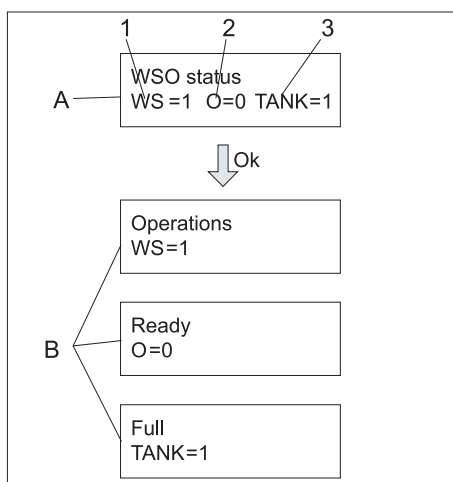 1 2 3
A
WSO status
WS =1 O=0 TANK=1
Ok
Operations
WS=1
B
Ready
O=0
Full
TANK=1